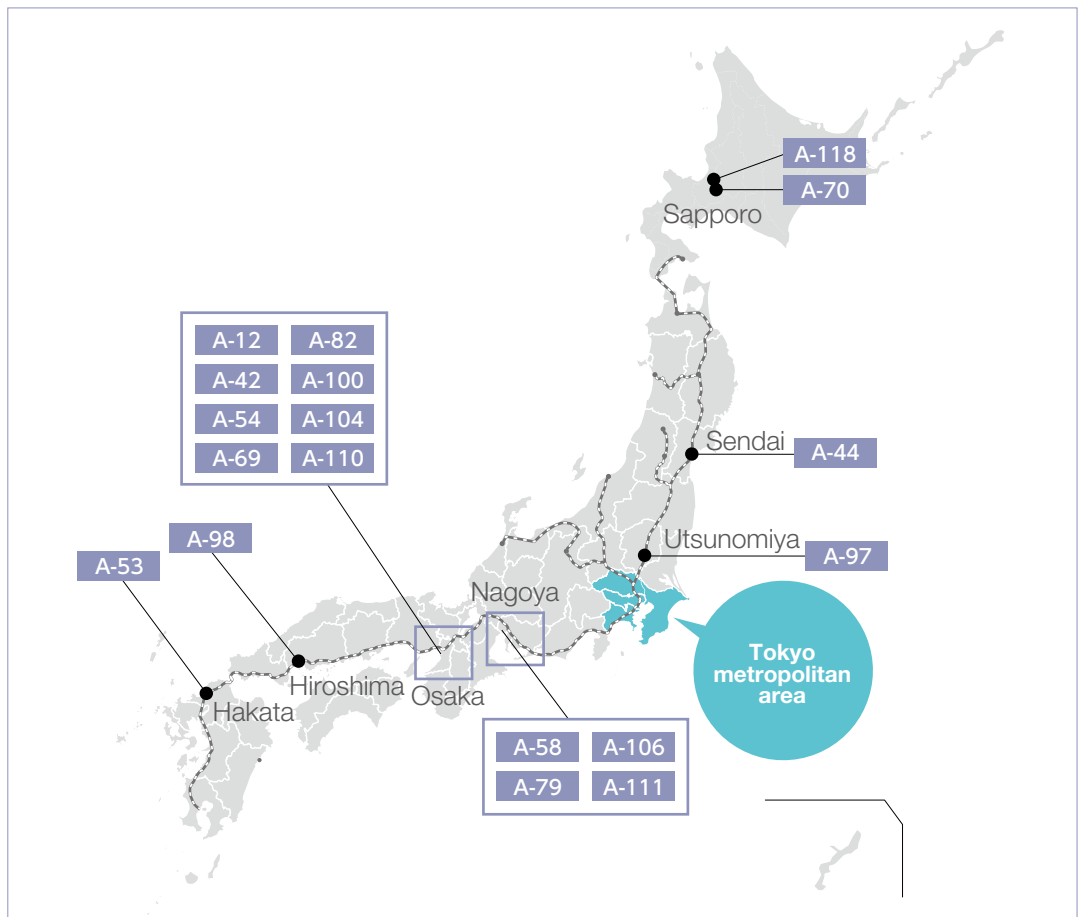 A-118
A-70
Sapporo
A-12 A-82
A-42 A-100
A-54 A-104
A-69 A-110
Sendai
A-44
A-98
A-53
Utsunomiya
A-97
Nagoya
Tokyo
metropolitan
area
Hiroshima
Osaka
Hakata
A-58 A-106
A-79 A-111